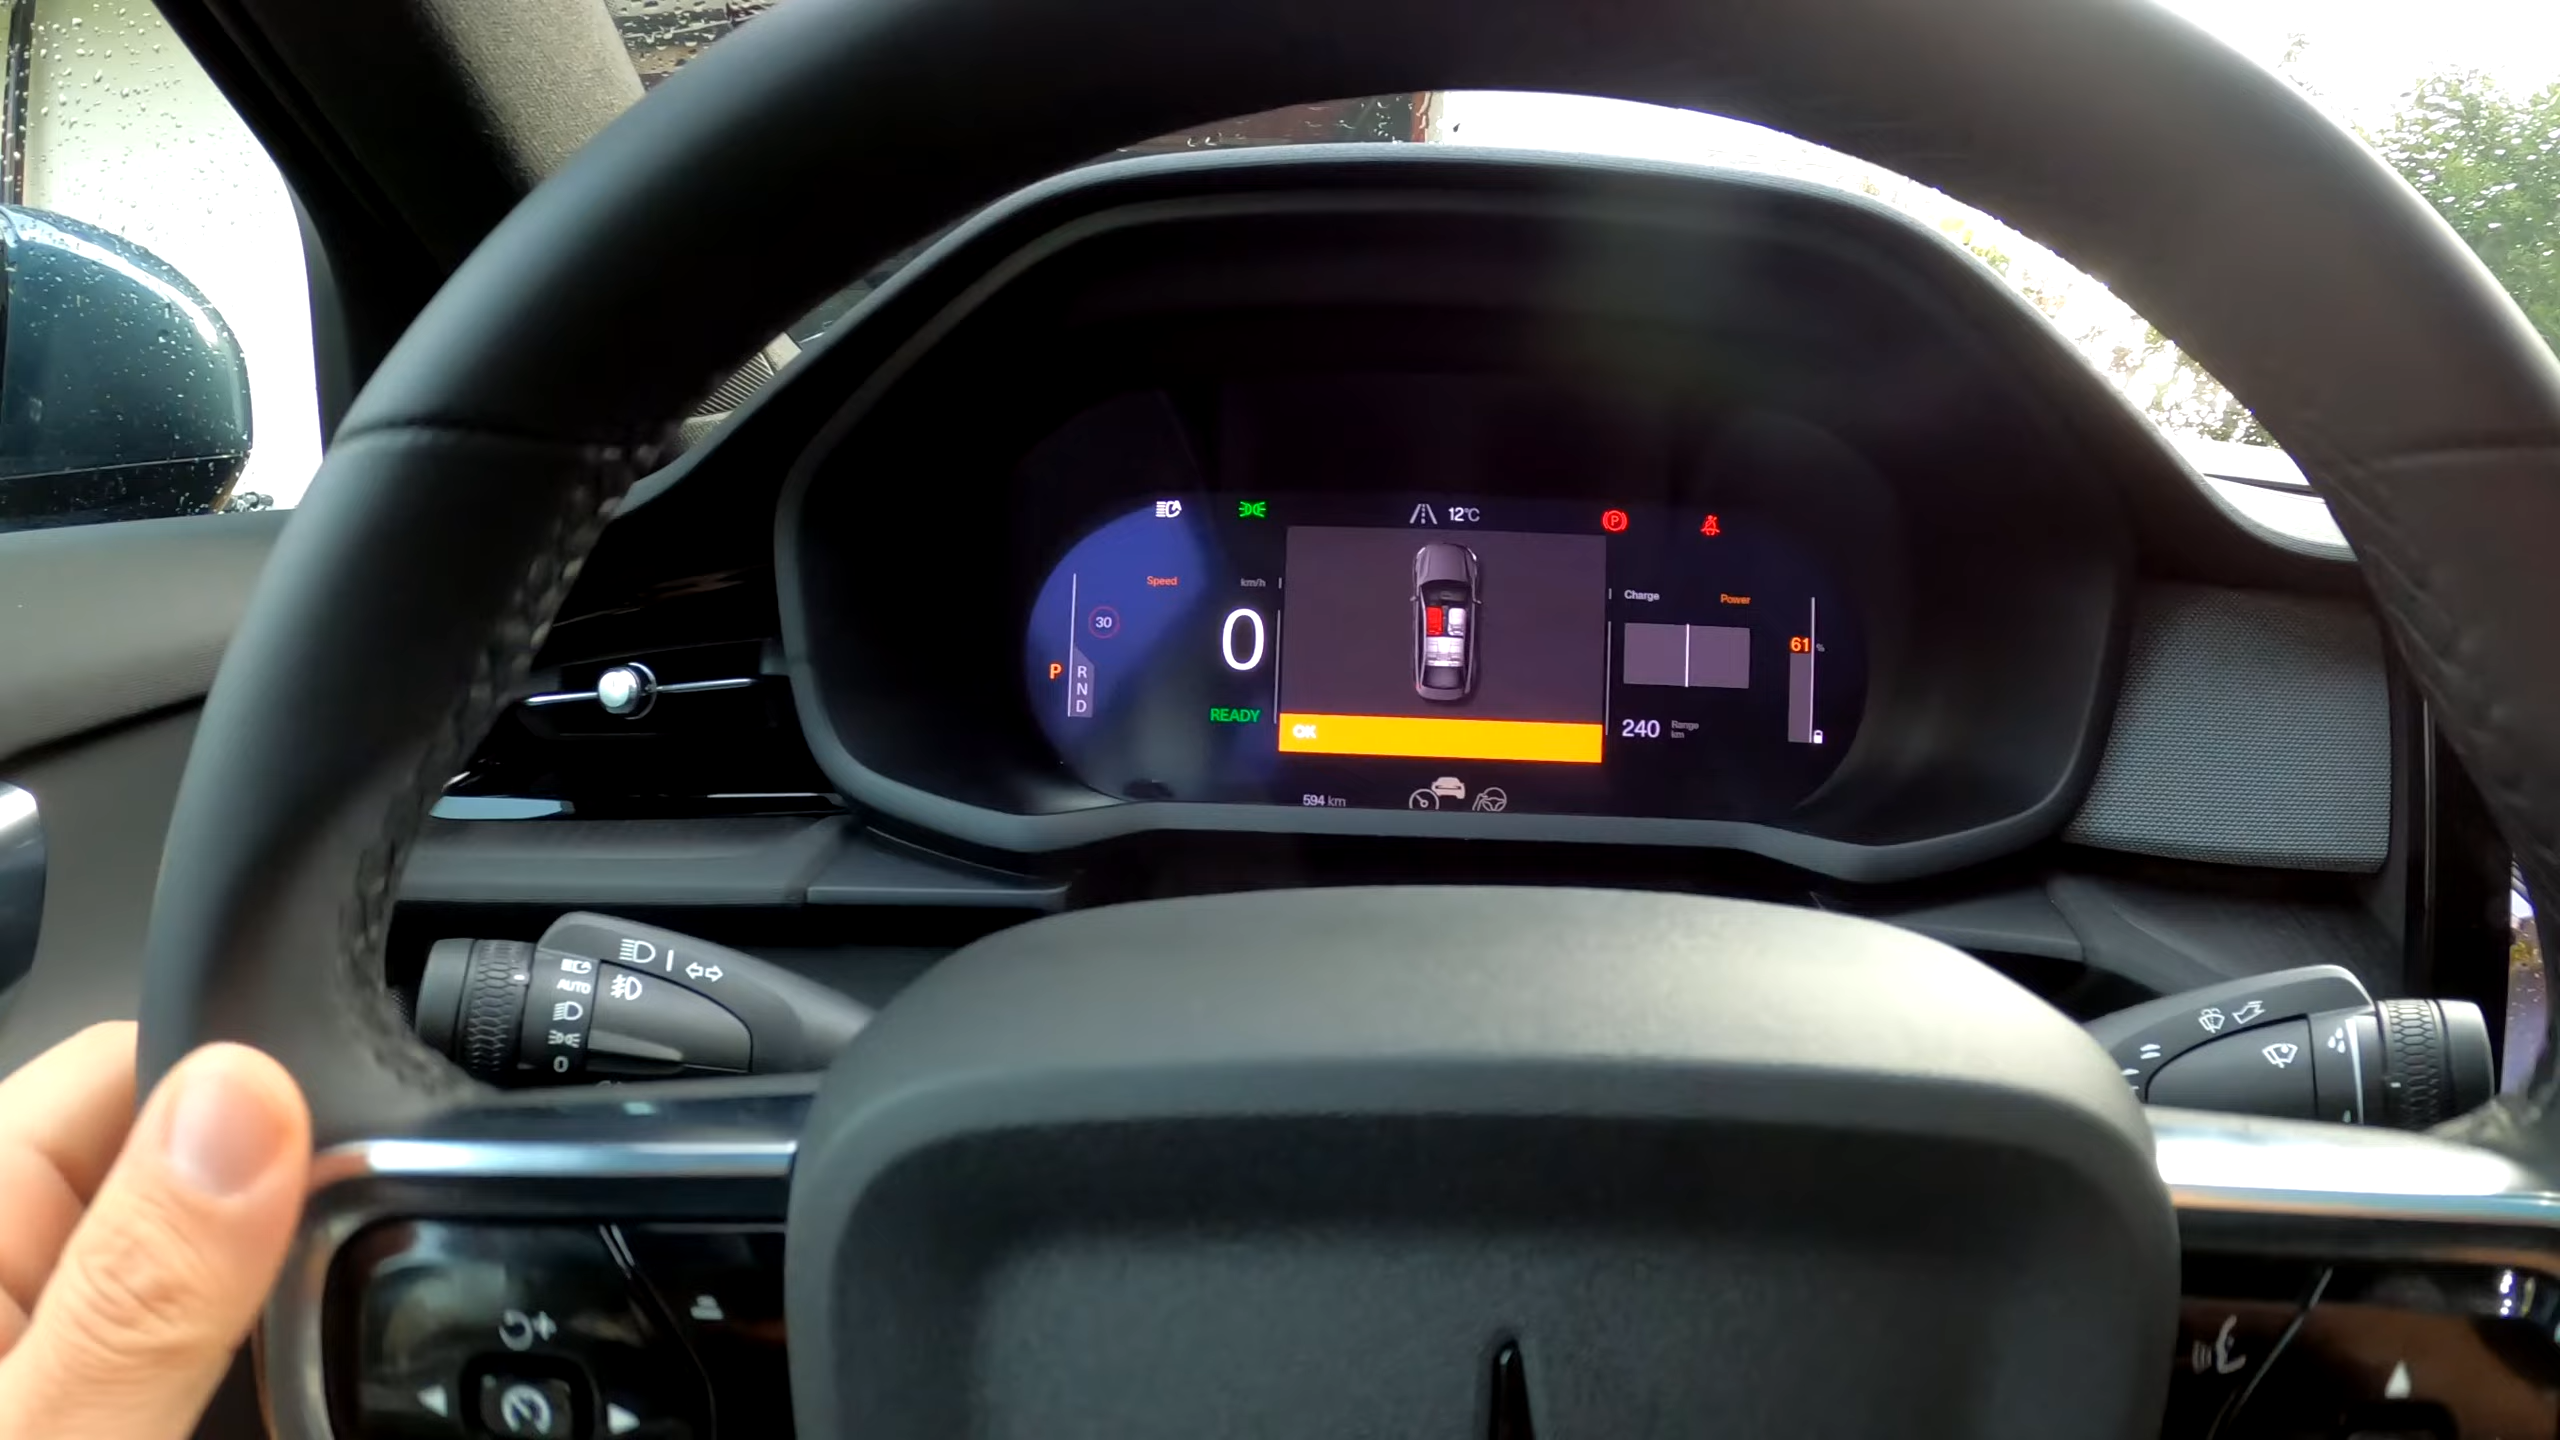 12°C
Speed
km/h
Charge
Power
30
0
61 %
P
R
N
D
READY
OK
240
Range
km
594 km
AUTO
0